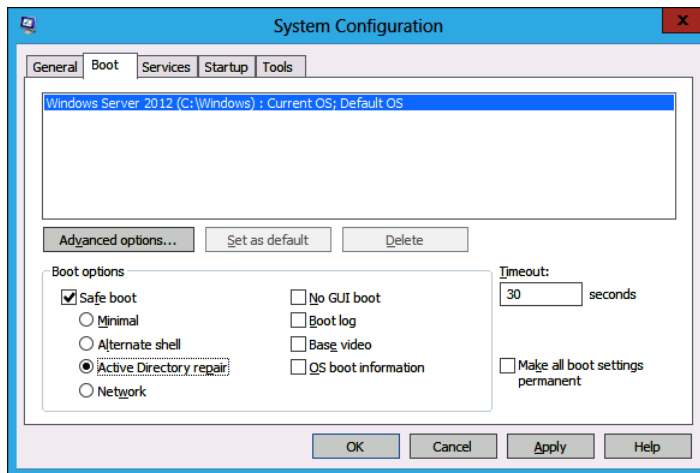 System Configuration
x
General Boot Services Startup Tools
Windows Server 2012 (C:\Windows) : Current OS; Default OS
Advanced options... Set as default Delete
Boot options
Timeout:
Safe boot No GUI boot 30 seconds
Minimal Boot log
Alternate shell Base video
Active Directory repair OS boot information Make all boot settings
permanent
Network
OK Cancel Apply Help